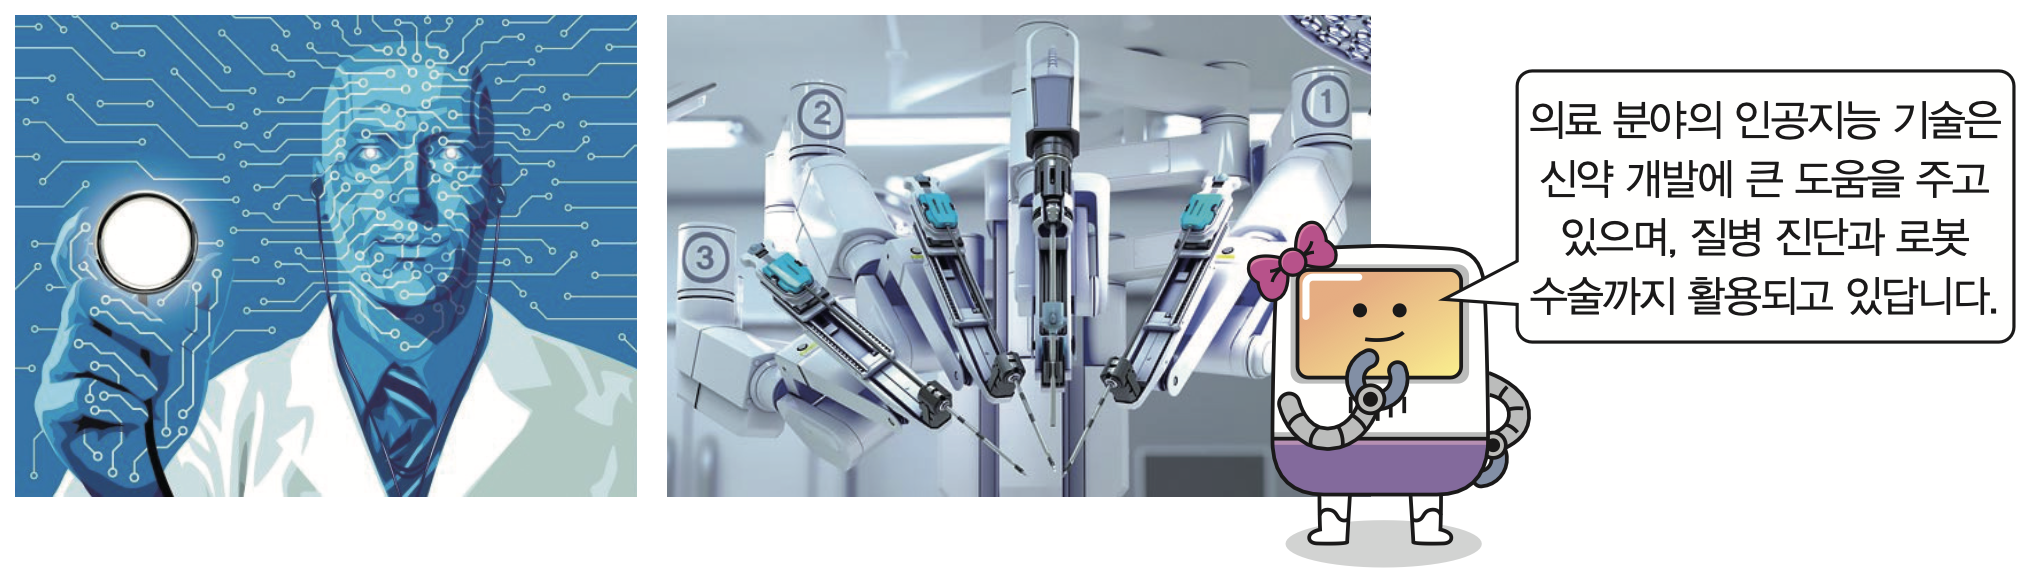 2
1
3
의료 분야의 인공지능 기술은
신약 개발에 큰 도움을 주고
있으며, 질병 진단과 로봇
수술까지 활용되고 있답니다.